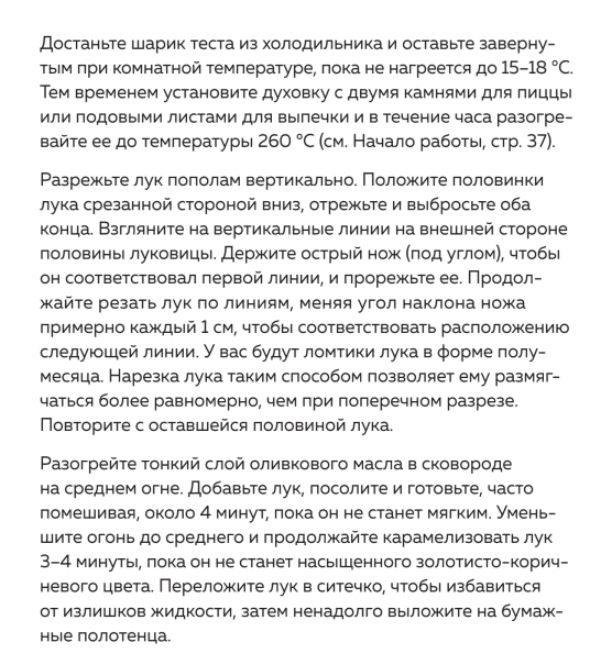 Достаньте шарик теста из холодильника и оставьте заверну-
тым при комнатной температуре, пока не нагреется до 15–18 °C.
Тем временем установите духовку с двумя камнями для пиццы
или подовыми листами для выпечки и в течение часа разогре-
вайте ее до температуры 260 °C (см. Начало работы, стр. 37).
Разрежьте лук пополам вертикально. Положите половинки
лука срезанной стороной вниз, отрежьте и выбросьте оба
конца. Взгляните на вертикальные линии на внешней стороне
половины луковицы. Держите острый нож (под углом), чтобы
он соответствовал первой линии, и прорежьте ее. Продол-
жайте резать лук по линиям, меняя угол наклона ножа
примерно каждый 1 см, чтобы соответствовать расположению
следующей линии. У вас будут ломтики лука в форме полу-
месяца. Нарезка лука таким способом позволяет ему размяг-
чаться более равномерно, чем при поперечном разрезе.
Повторите с оставшейся половиной лука.
Разогрейте тонкий слой оливкового масла в сковороде
на среднем огне. Добавьте лук, посолите и готовьте, часто
помешивая, около 4 минут, пока он не станет мягким. Умень-
шите огонь до среднего и продолжайте карамелизовать лук
3–4 минуты, пока он не станет насыщенного золотисто-корич-
невого цвета. Переложите лук в ситечко, чтобы избавиться
от излишков жидкости, затем ненадолго выложите на бумаж-
ные полотенца.